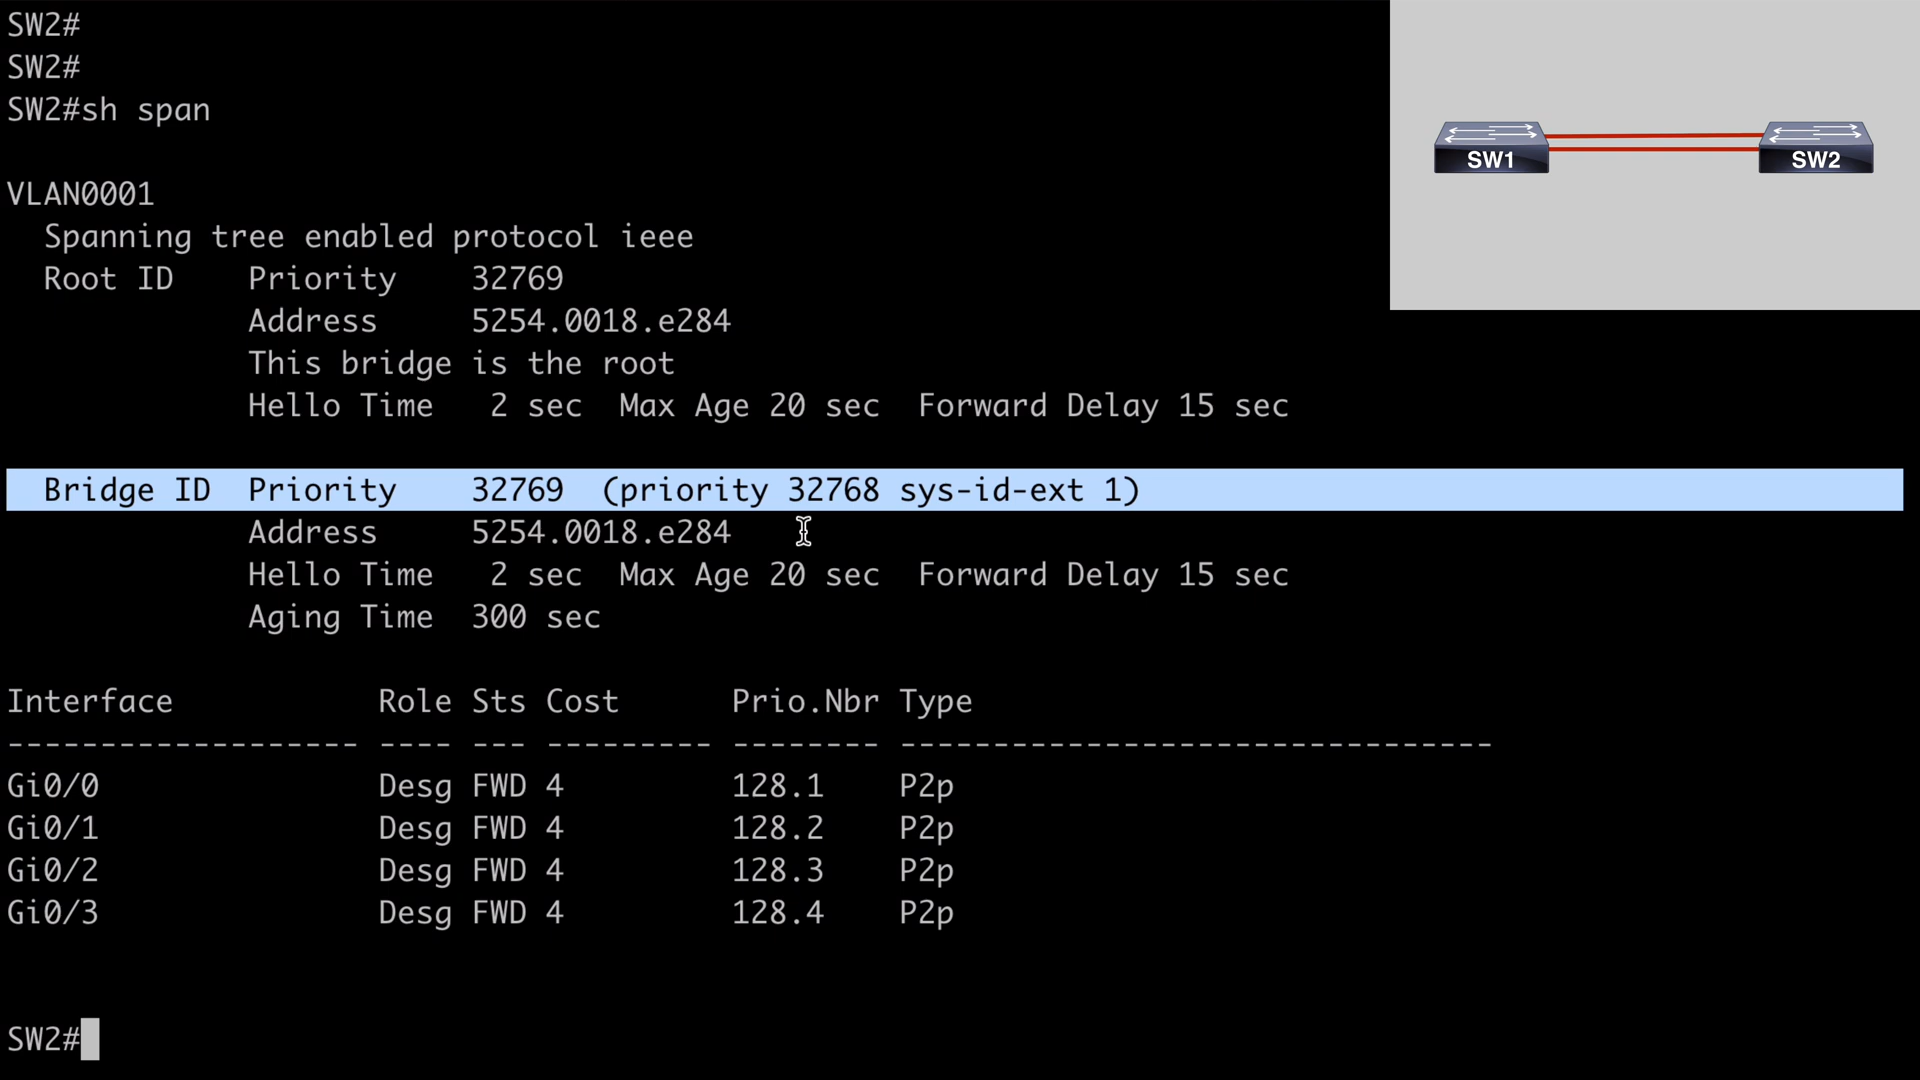 SW2#
SW2#
SW2#sh span
VLAN0001
  Spanning tree enabled protocol ieee
  Root ID    Priority    32769
             Address     5254.0018.e284
             This bridge is the root
             Hello Time   2 sec  Max Age 20 sec  Forward Delay 15 sec
  Bridge ID  Priority    32769  (priority 32768 sys-id-ext 1)
             Address     5254.0018.e284
             Hello Time   2 sec  Max Age 20 sec  Forward Delay 15 sec
             Aging Time  300 sec
Interface           Role Sts Cost      Prio.Nbr Type
------------------- ---- --- --------- -------- --------------------------------
Gi0/0               Desg FWD 4         128.1    P2p
Gi0/1               Desg FWD 4         128.2    P2p
Gi0/2               Desg FWD 4         128.3    P2p
Gi0/3               Desg FWD 4         128.4    P2p
SW2#
SW1
SW2